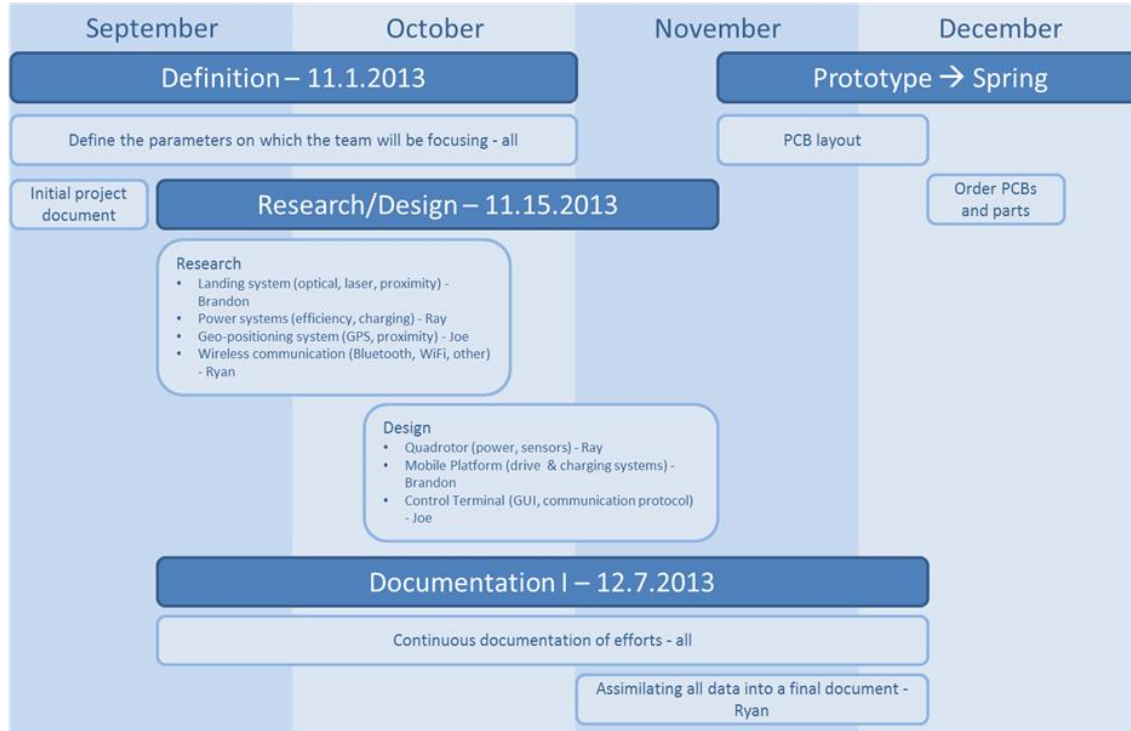 September
October
November
December
Definition – 11.1.2013
Prototype → Spring
Define the parameters on which the team will be focusing - all
PCB layout
Initial project
document
Research/Design – 11.15.2013
Order PCBs
and parts
Research
• Landing system (optical, laser, proximity) -
Brandon
• Power systems (efficiency, charging) - Ray
• Geo-positioning system (GPS, proximity) - Joe
• Wireless communication (Bluetooth, WiFi, other)
- Ryan
Design
• Quadrotor (power, sensors) - Ray
• Mobile Platform (drive & charging systems) -
Brandon
• Control Terminal (GUI, communication protocol)
- Joe
Documentation I – 12.7.2013
Continuous documentation of efforts - all
Assimilating all data into a final document -
Ryan